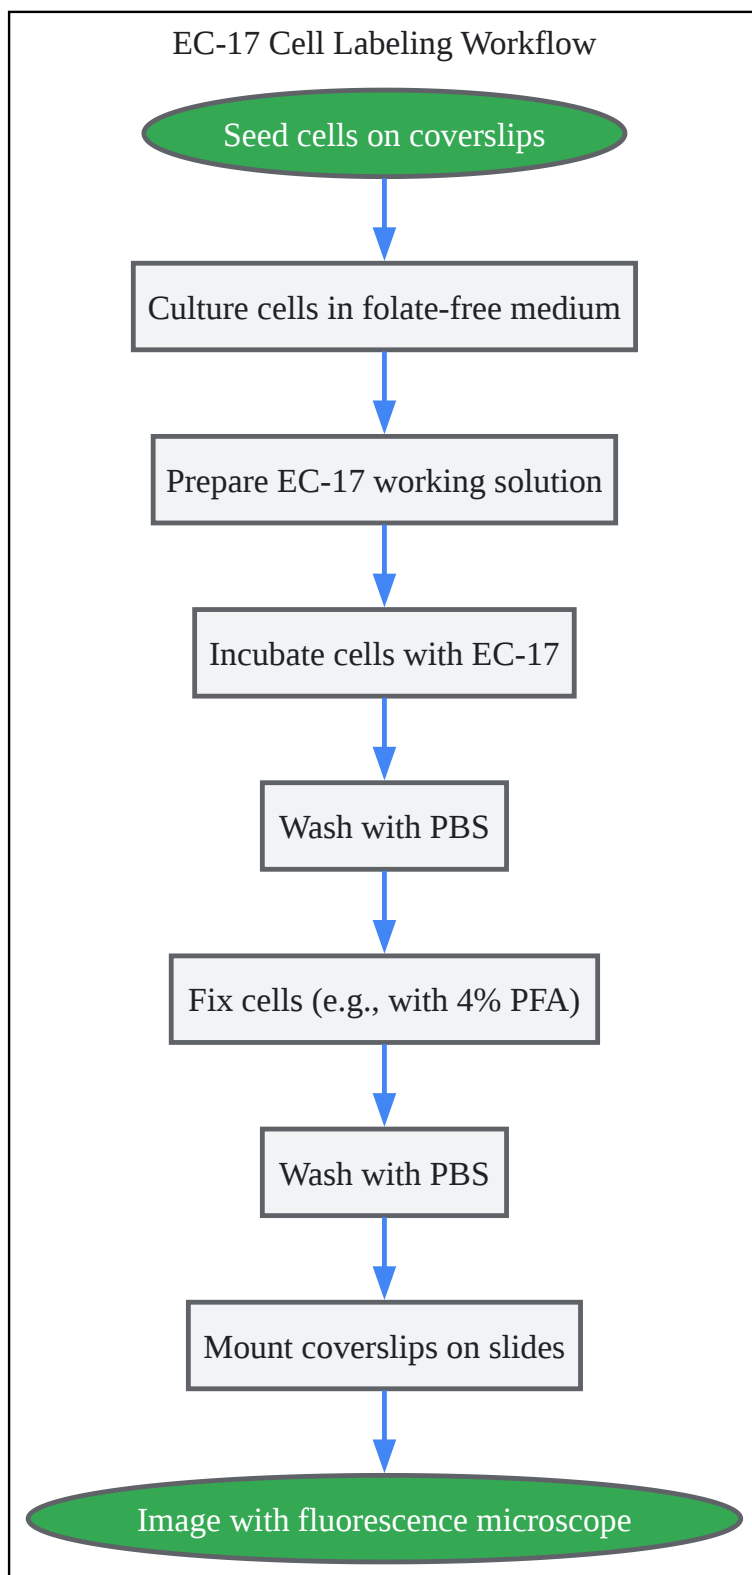 EC-17 Cell Labeling Workflow
Seed cells on coverslips
Culture cells in folate-free medium
Prepare EC-17 working solution
Incubate cells with EC-17
Wash with PBS
Fix cells (e.g., with 4% PFA)
Wash with PBS
Mount coverslips on slides
Image with fluorescence microscope